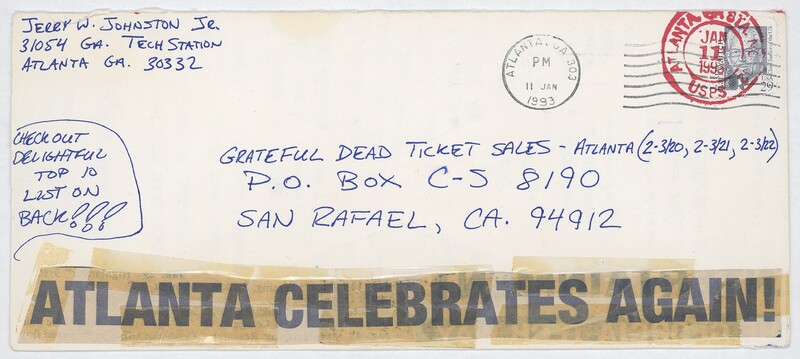 JERRY W. JOHNSTON JR.
31054 GA. TECH STATION
ATLANTA GA. 30332
ATLANTA, GA 303
PM
11 JAN
1993
JAN
11
1993
USPS
29
CHECK OUT
DELIGHTFUL
TOP 10
LIST ON
BACK!!!
GRATEFUL DEAD TICKET SALES - ATLANTA (2-3/20, 2-3/21, 2-3/22)
P.O. BOX C-S 8190
SAN RAFAEL, CA. 94912
ATLANTA CELEBRATES AGAIN!